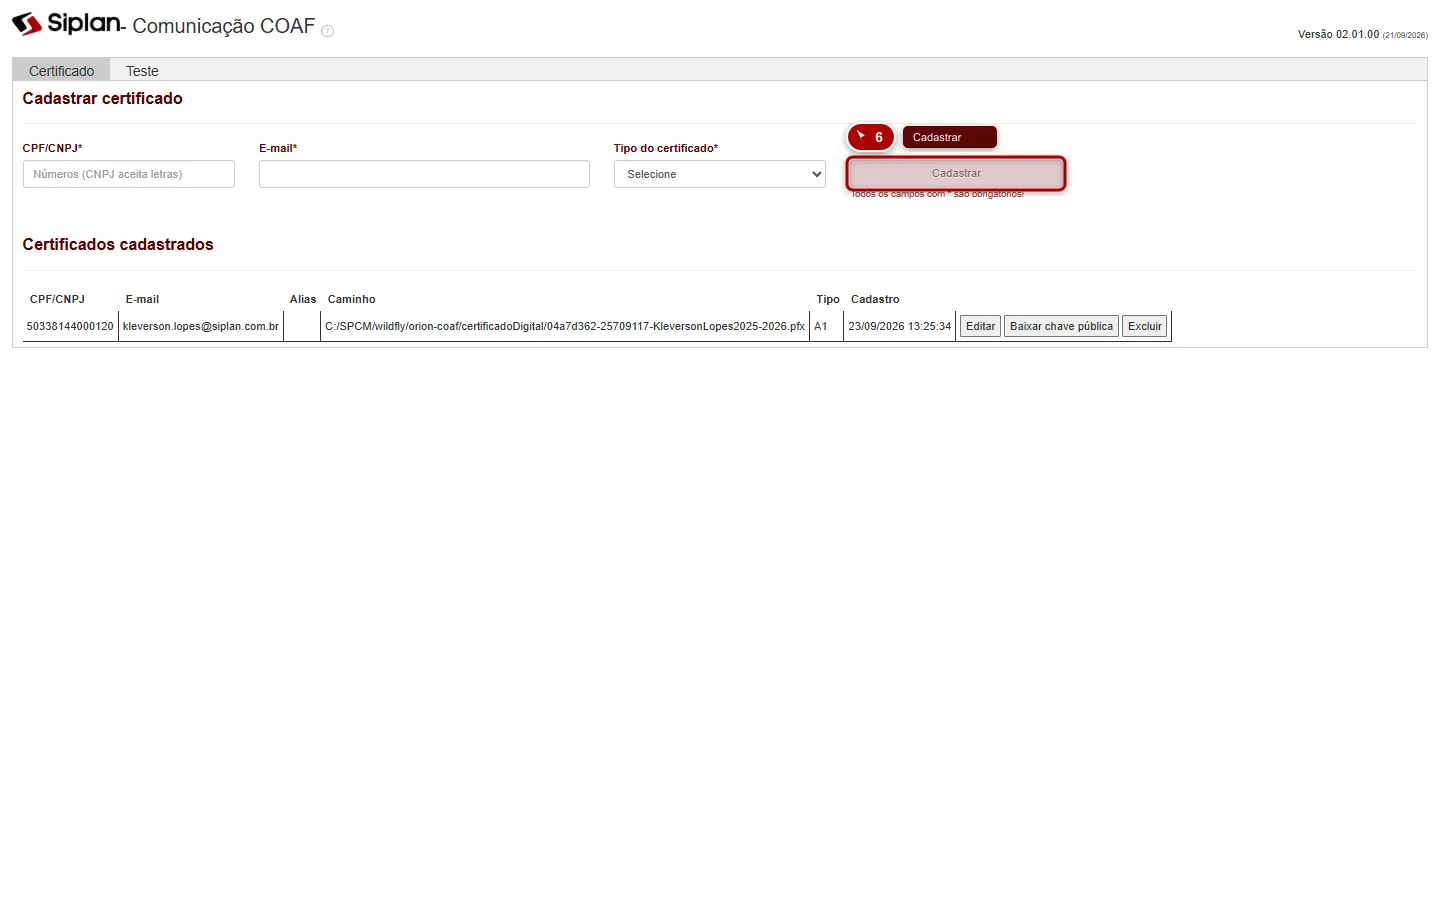 Siplan - Comunicação COAF ?
Versão 02.01.00 (21/09/2026)
Certificado Teste
Cadastrar certificado
6 Cadastrar
CPF/CNPJ* E-mail* Tipo do certificado*
Números (CNPJ aceita letras) Selecione Cadastrar
Todos os campos com * são obrigatórios!
Certificados cadastrados
CPF/CNPJ E-mail Alias Caminho Tipo Cadastro
50338144000120 kleverson.lopes@siplan.com.br C:/SPCM/wildfly/orion-coaf/certificadoDigital/04a7d362-25709117-KleversonLopes2025-2026.pfx A1 23/09/2026 13:25:34 Editar Baixar chave pública Excluir